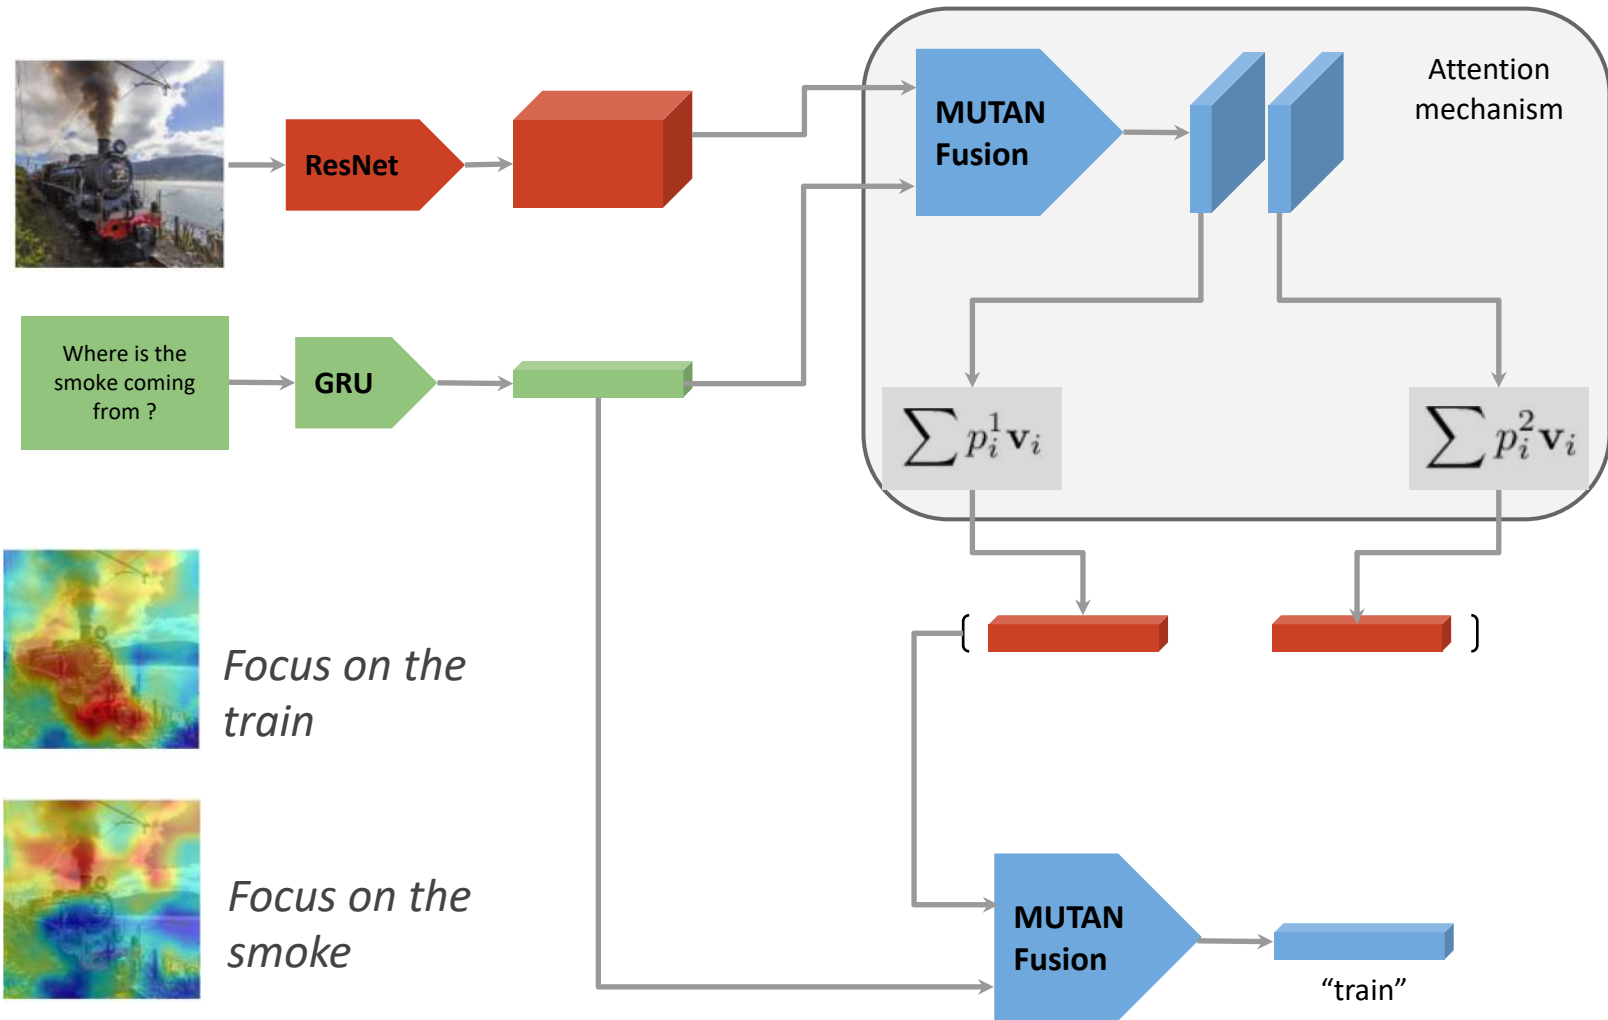 Attention
mechanism
MUTAN
Fusion
ResNet
Where is the
smoke coming
from ?
GRU
∑ p_i^1 v_i
∑ p_i^2 v_i
( )
Focus on the
train
Focus on the
smoke
MUTAN
Fusion
“train”